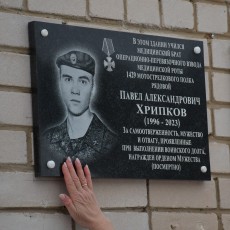 В ЭТОМ ЗДАНИИ УЧИЛСЯ
МЕДИЦИНСКИЙ БРАТ
ОПЕРАЦИОННО-ПЕРЕВЯЗОЧНОГО ВЗВОДА
МЕДИЦИНСКОЙ РОТЫ
1429 МОТОСТРЕЛКОВОГО ПОЛКА
РЯДОВОЙ
ПАВЕЛ АЛЕКСАНДРОВИЧ
ХРИПКОВ
(1996 - 2023)
ЗА САМООТВЕРЖЕННОСТЬ, МУЖЕСТВО
И ОТВАГУ, ПРОЯВЛЕННЫЕ
ПРИ ВЫПОЛНЕНИИ ВОИНСКОГО ДОЛГА,
НАГРАЖДЕН ОРДЕНОМ МУЖЕСТВА
(ПОСМЕРТНО)